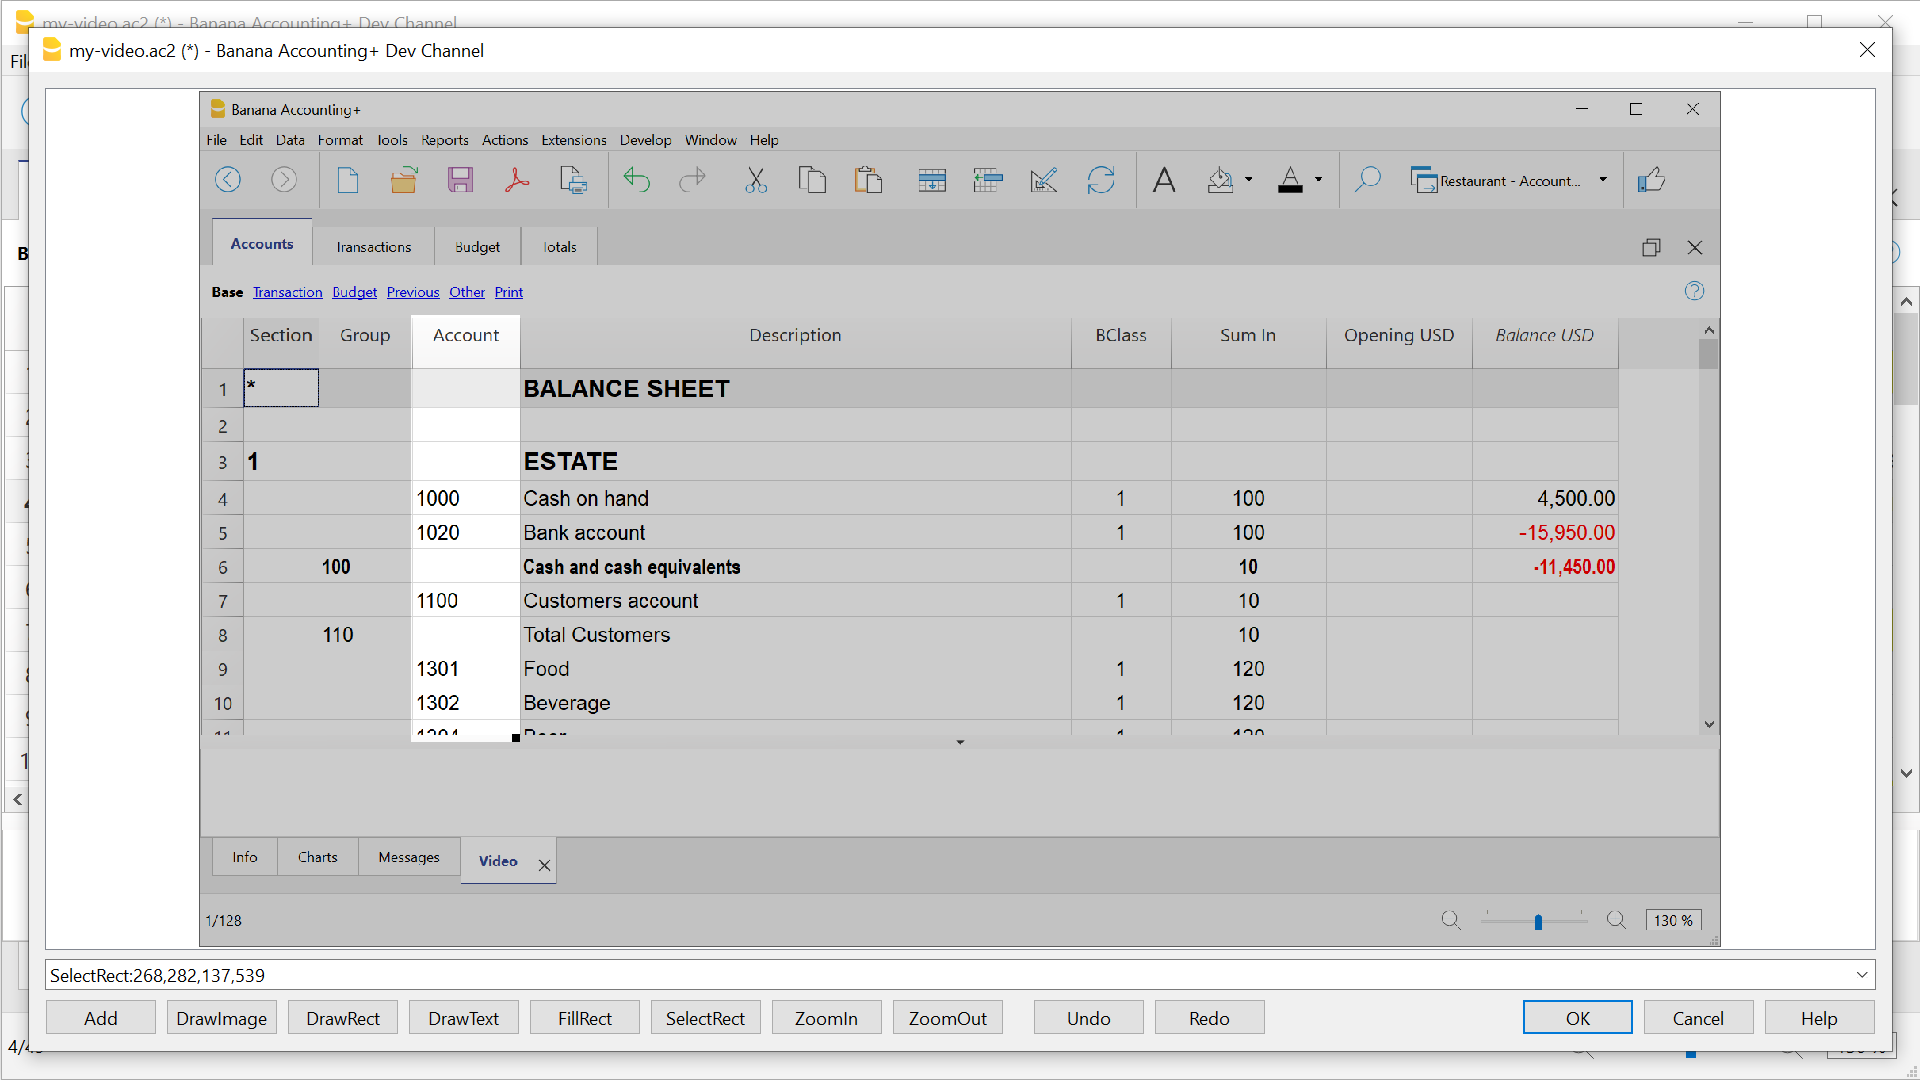 my-video.ac2 (*) - Banana Accounting+ Dev Channel
my-video.ac2 (*) - Banana Accounting+ Dev Channel
Banana Accounting+
File Edit Data Format Tools Reports Actions Extensions Develop Window Help
Restaurant - Account...
Accounts Transactions Budget Totals
Base Transaction Budget Previous Other Print
Section Group Account Description BClass Sum In Opening USD Balance USD
1 * BALANCE SHEET
2
3 1 ESTATE
4 1000 Cash on hand 1 100 4,500.00
5 1020 Bank account 1 100 -15,950.00
6 100 Cash and cash equivalents 10 -11,450.00
7 1100 Customers account 1 10
8 110 Total Customers 10
9 1301 Food 1 120
10 1302 Beverage 1 120
Info Charts Messages Video
1/128 130 %
SelectRect:268,282,137,539
Add DrawImage DrawRect DrawText FillRect SelectRect ZoomIn ZoomOut Undo Redo OK Cancel Help